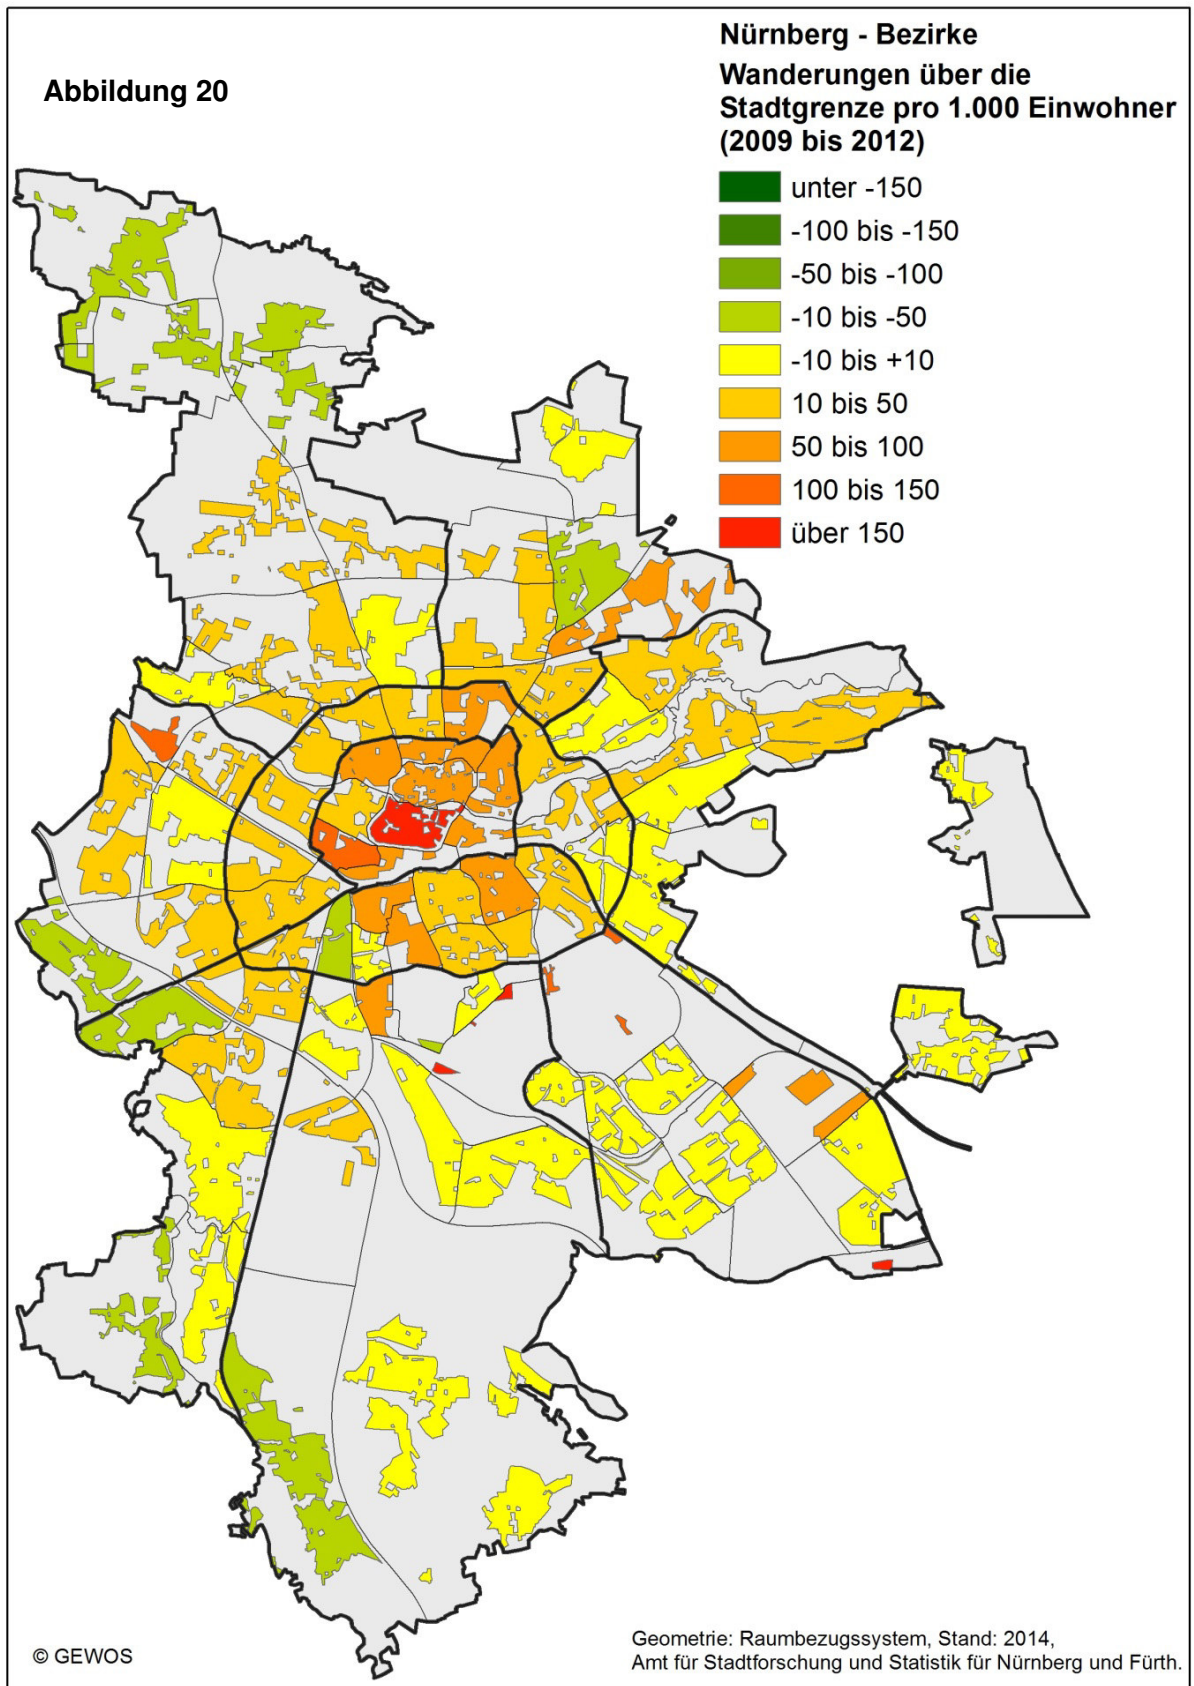 Abbildung 20
Nürnberg - Bezirke
Wanderungen über die
Stadtgrenze pro 1.000 Einwohner
(2009 bis 2012)
unter -150
-100 bis -150
-50 bis -100
-10 bis -50
-10 bis +10
10 bis 50
50 bis 100
100 bis 150
über 150
© GEWOS
Geometrie: Raumbezugssystem, Stand: 2014,
Amt für Stadtforschung und Statistik für Nürnberg und Fürth.